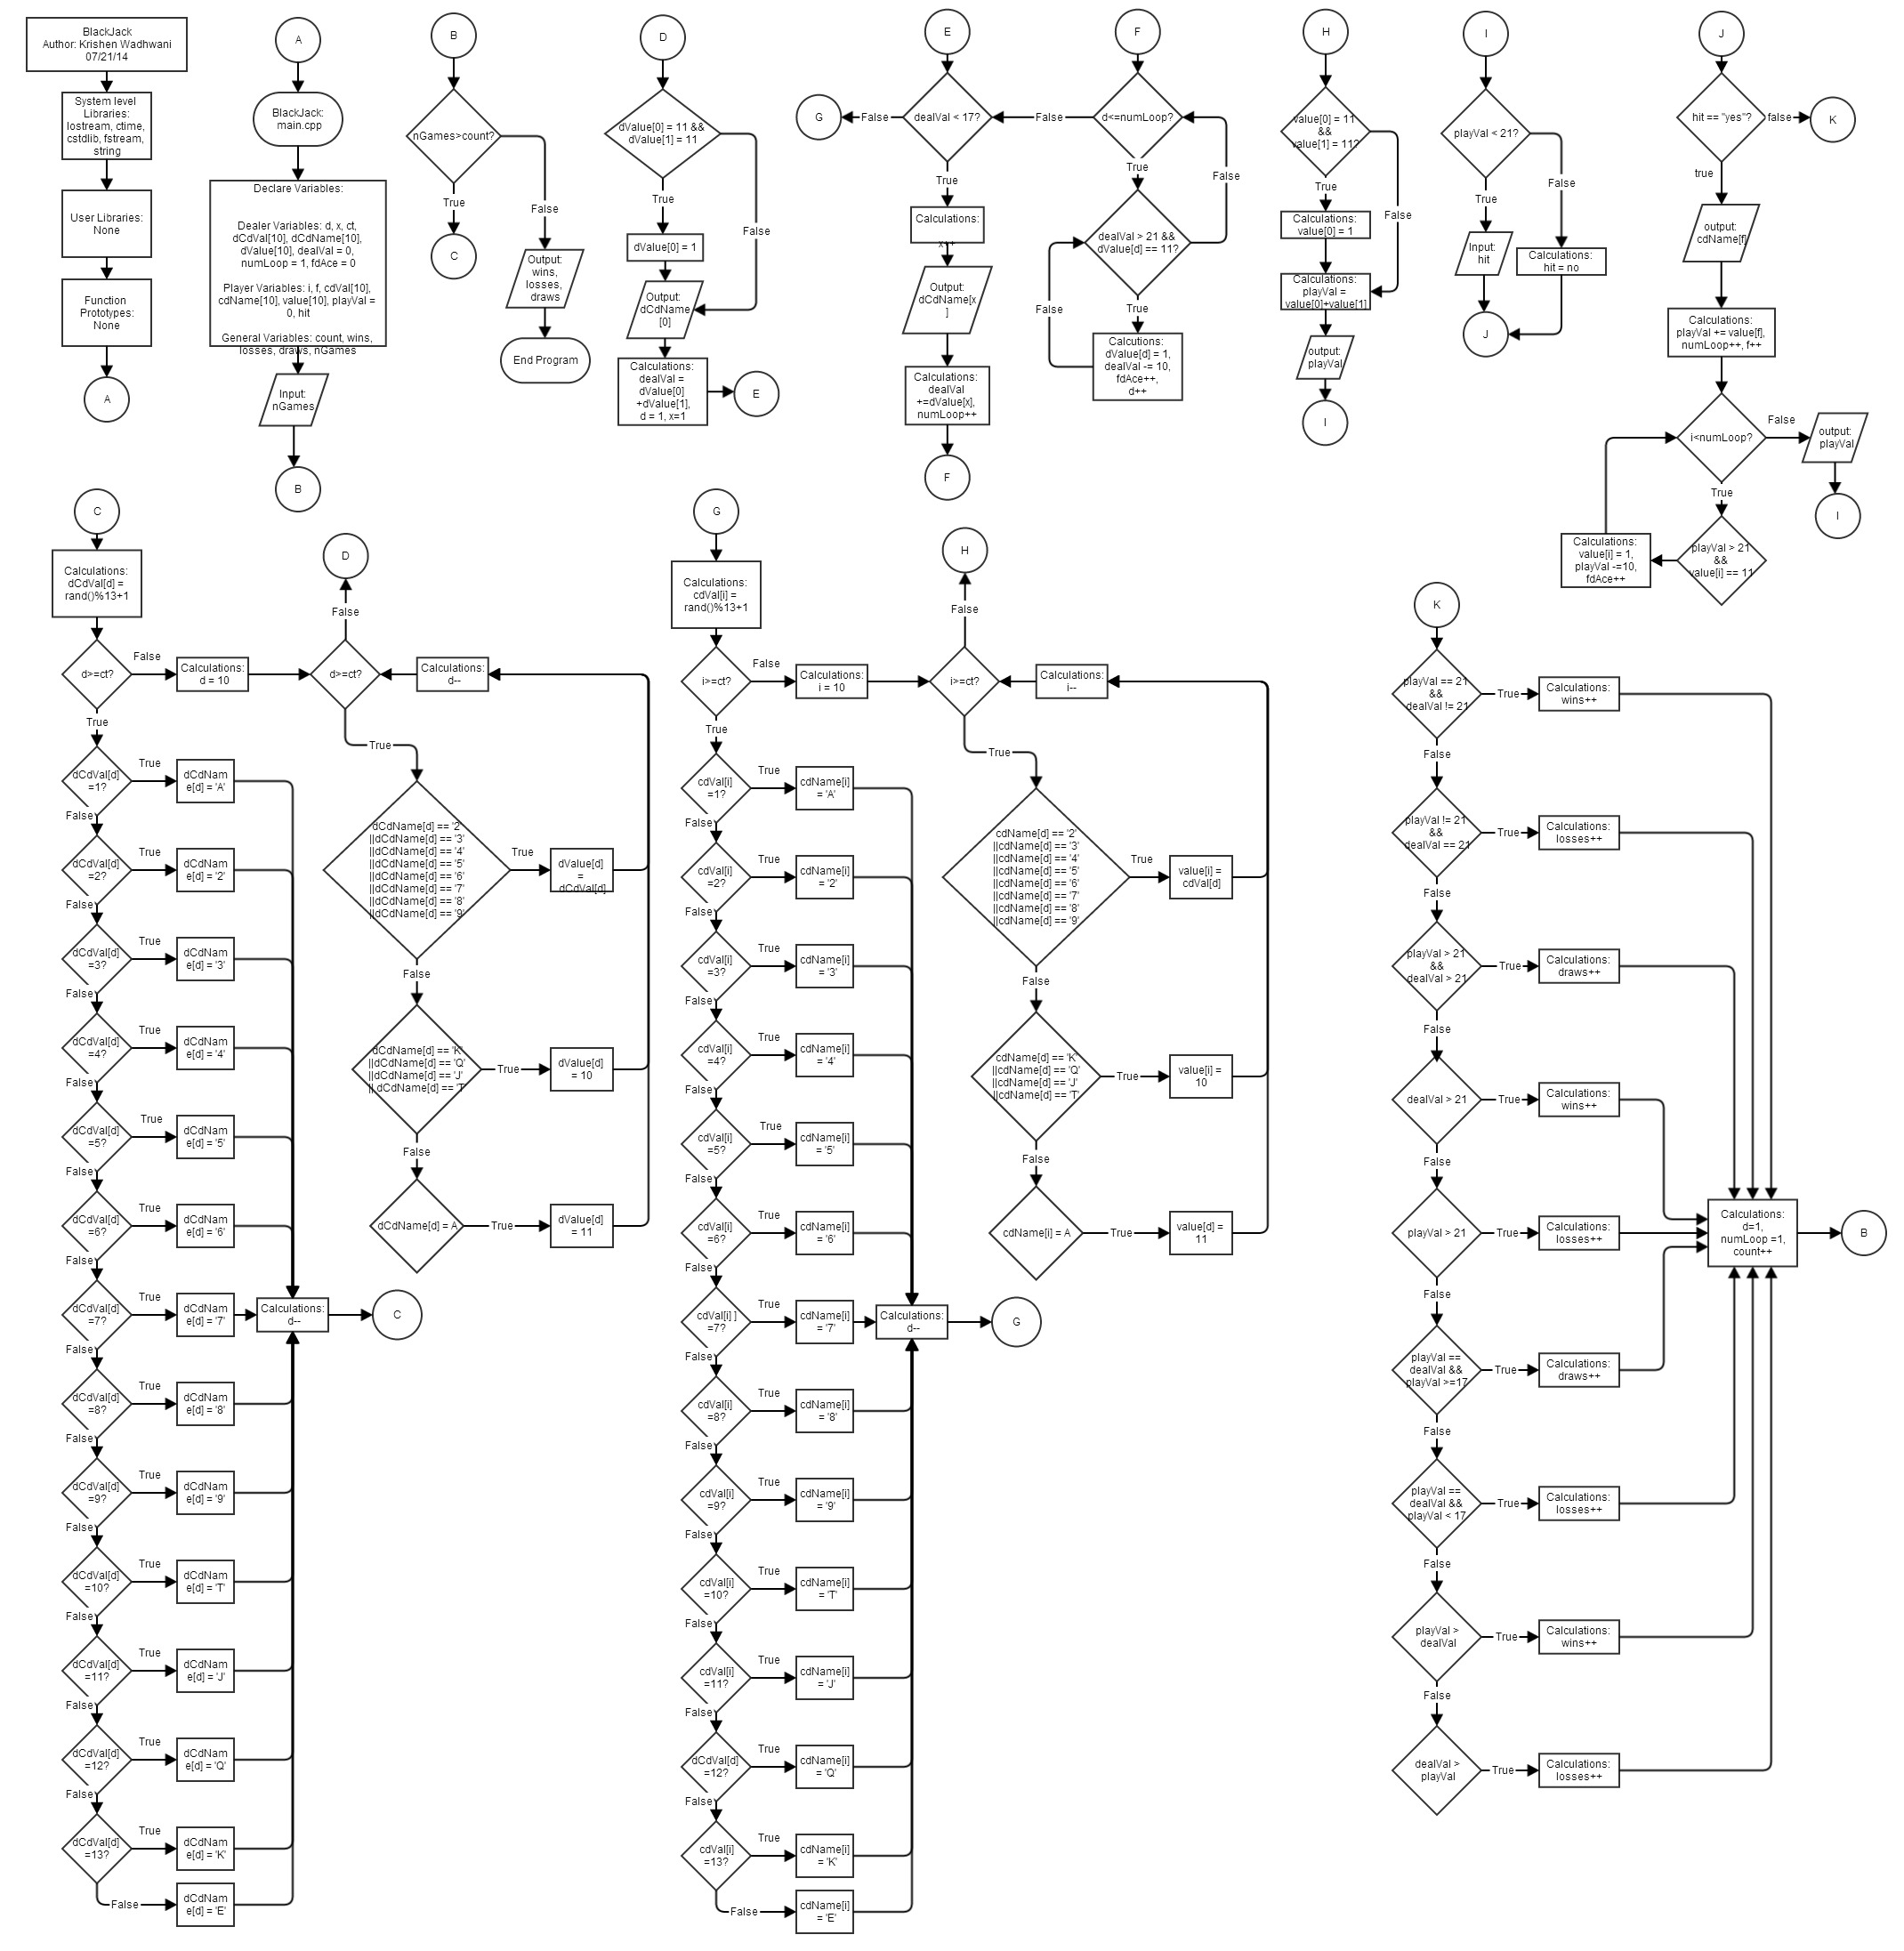 BlackJack
Author: Krishen Wadhwani
07/21/14
System level
Libraries:
Iostream, ctime,
cstdlib, fstream,
string
User Libraries:
None
Function
Prototypes:
None
A
A
BlackJack:
main.cpp
Declare Variables:
Dealer Variables: d, x, ct,
dCdVal[10], dCdName[10],
dValue[10], dealVal = 0,
numLoop = 1, fdAce = 0
Player Variables: i, f, cdVal[10],
cdName[10], value[10], playVal =
0, hit
General Variables: count, wins,
losses, draws, nGames
Input:
nGames
B
B
nGames>count?
True
C
False
Output:
wins,
losses,
draws
End Program
D
dValue[0] = 11 &&
dValue[1] = 11
True
False
dValue[0] = 1
Output:
dCdName
[0]
Calculations:
dealVal =
dValue[0]
+dValue[1],
d = 1, x=1
E
E
G
False
dealVal < 17?
True
Calculations:
x++
Output:
dCdName[x
]
Calculations:
dealVal
+=dValue[x],
numLoop++
F
F
False
d<=numLoop?
True
False
dealVal > 21 &&
dValue[d] == 11?
True
False
Calcutions:
dValue[d] = 1,
dealVal -= 10,
fdAce++,
d++
H
value[0] = 11
&&
value[1] = 11?
True
False
Calculations:
value[0] = 1
Calculations:
playVal =
value[0]+value[1]
output:
playVal
I
I
playVal < 21?
True
False
Input:
hit
Calculations:
hit = no
J
J
hit == "yes"?
false
K
true
output:
cdName[f]
Calculations:
playVal += value[f],
numLoop++, f++
i<numLoop?
False
output:
playVal
I
True
playVal > 21
&&
value[i] == 11
Calculations:
value[i] = 1,
playVal -=10,
fdAce++
C
Calculations:
dCdVal[d] =
rand()%13+1
d>=ct?
False
Calculations:
d = 10
True
dCdVal[d]
=1?
True
dCdNam
e[d] = 'A'
False
dCdVal[d]
=2?
True
dCdNam
e[d] = '2'
False
dCdVal[d]
=3?
True
dCdNam
e[d] = '3'
False
dCdVal[d]
=4?
True
dCdNam
e[d] = '4'
False
dCdVal[d]
=5?
True
dCdNam
e[d] = '5'
False
dCdVal[d]
=6?
True
dCdNam
e[d] = '6'
False
dCdVal[d]
=7?
True
dCdNam
e[d] = '7'
Calculations:
d--
C
False
dCdVal[d]
=8?
True
dCdNam
e[d] = '8'
False
dCdVal[d]
=9?
True
dCdNam
e[d] = '9'
False
dCdVal[d]
=10?
True
dCdNam
e[d] = 'T'
False
dCdVal[d]
=11?
True
dCdNam
e[d] = 'J'
False
dCdVal[d]
=12?
True
dCdNam
e[d] = 'Q'
False
dCdVal[d]
=13?
True
dCdNam
e[d] = 'K'
False
dCdNam
e[d] = 'E'
D
False
d>=ct?
Calculations:
d--
True
dCdName[d] == '2'
||dCdName[d] == '3'
||dCdName[d] == '4'
||dCdName[d] == '5'
||dCdName[d] == '6'
||dCdName[d] == '7'
||dCdName[d] == '8'
||dCdName[d] == '9'
True
dValue[d]
=
dCdVal[d]
False
dCdName[d] == 'K'
||dCdName[d] == 'Q'
||dCdName[d] == 'J'
|| dCdName[d] == 'T'
True
dValue[d]
= 10
False
dCdName[d] = A
True
dValue[d]
= 11
G
Calculations:
cdVal[i] =
rand()%13+1
i>=ct?
False
Calculations:
i = 10
True
cdVal[i]
=1?
True
cdName[i]
= 'A'
False
cdVal[i]
=2?
True
cdName[i]
= '2'
False
cdVal[i]
=3?
True
cdName[i]
= '3'
False
cdVal[i]
=4?
True
cdName[i]
= '4'
False
cdVal[i]
=5?
True
cdName[i]
= '5'
False
cdVal[i]
=6?
True
cdName[i]
= '6'
False
cdVal[i] ]
=7?
True
cdName[i]
= '7'
Calculations:
d--
G
False
cdVal[i]
=8?
True
cdName[i]
= '8'
False
cdVal[i]
=9?
True
cdName[i]
= '9'
False
cdVal[i]
=10?
True
cdName[i]
= 'T'
False
cdVal[i]
=11?
True
cdName[i]
= 'J'
False
dCdVal[d]
=12?
True
cdName[i]
= 'Q'
False
cdVal[i]
=13?
True
cdName[i]
= 'K'
False
cdName[i]
= 'E'
H
False
i>=ct?
Calculations:
i--
True
cdName[d] == '2'
||cdName[d] == '3'
||cdName[d] == '4'
||cdName[d] == '5'
||cdName[d] == '6'
||cdName[d] == '7'
||cdName[d] == '8'
||cdName[d] == '9'
True
value[i] =
cdVal[d]
False
cdName[d] == 'K'
||cdName[d] == 'Q'
||cdName[d] == 'J'
||cdName[d] == 'T'
True
value[i] =
10
False
cdName[i] = A
True
value[d] =
11
K
playVal == 21
&&
dealVal != 21
True
Calculations:
wins++
False
playVal != 21
&&
dealVal == 21
True
Calculations:
losses++
False
playVal > 21
&&
dealVal > 21
True
Calculations:
draws++
False
dealVal > 21
True
Calculations:
wins++
False
playVal > 21
True
Calculations:
losses++
Calculations:
d=1,
numLoop =1,
count++
B
False
playVal ==
dealVal &&
playVal >=17
True
Calculations:
draws++
False
playVal ==
dealVal &&
playVal < 17
True
Calculations:
losses++
False
playVal >
dealVal
True
Calculations:
wins++
False
dealVal >
playVal
True
Calculations:
losses++